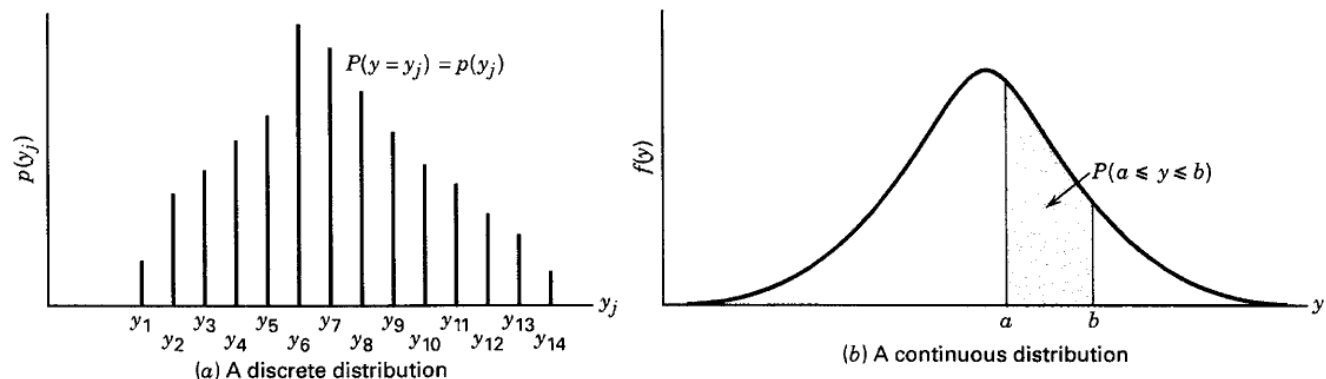 P(y = y_j) = p(y_j)
p(y_j)
y_1 y_2 y_3 y_4 y_5 y_6 y_7 y_8 y_9 y_10 y_11 y_12 y_13 y_14 y_j
(a) A discrete distribution
f(y)
P(a ⩽ y ⩽ b)
a b y
(b) A continuous distribution